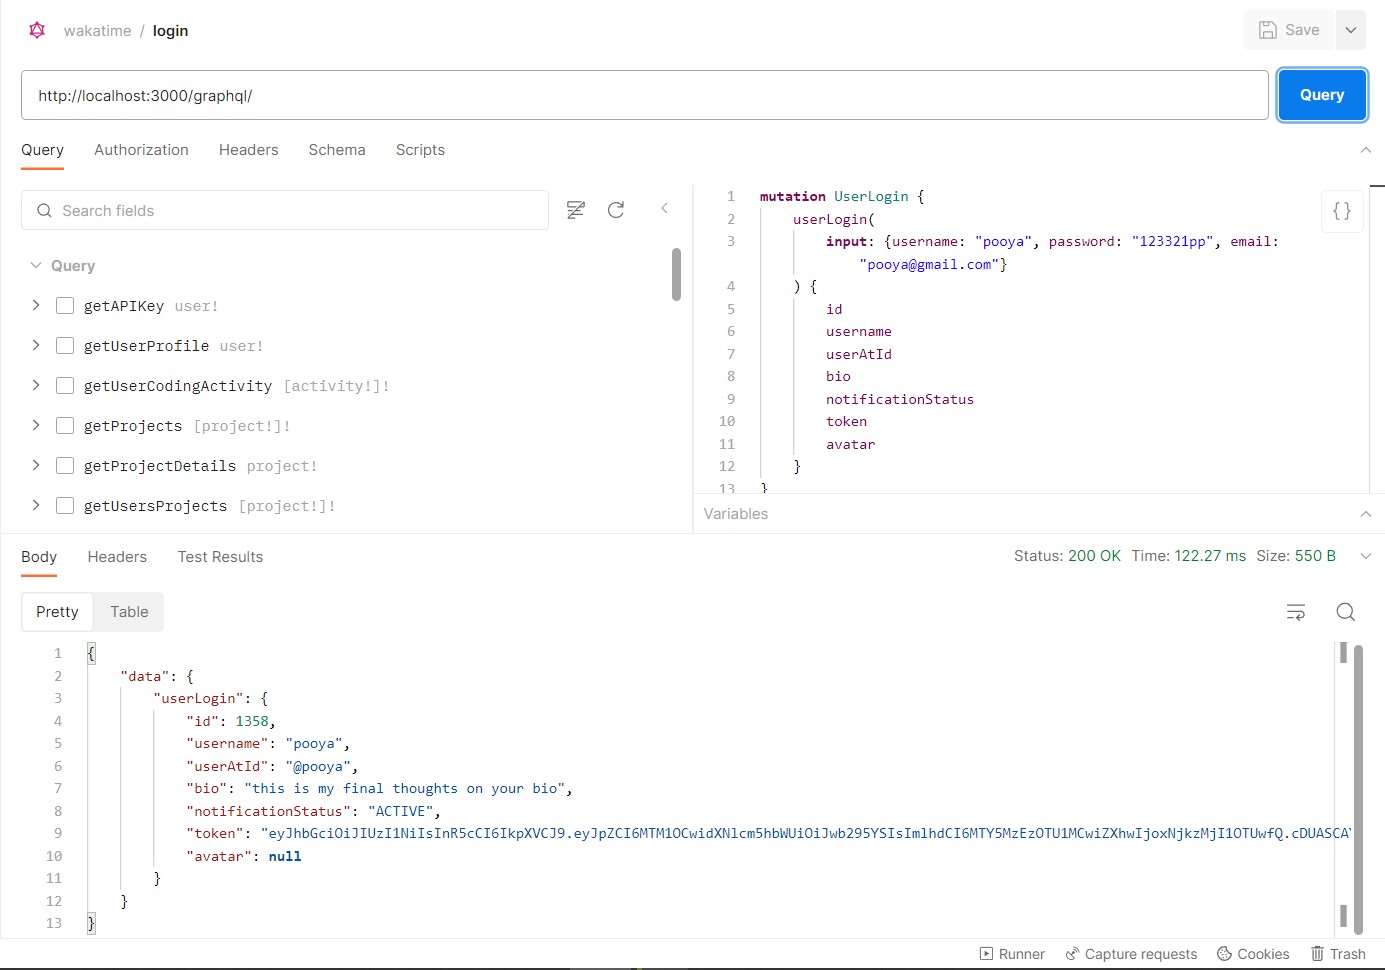 wakatime / login
Save
http://localhost:3000/graphql/
Query
Query Authorization Headers Schema Scripts
Search fields
Query
getAPIKey user!
getUserProfile user!
getUserCodingActivity [activity!]!
getProjects [project!]!
getProjectDetails project!
getUsersProjects [project!]!
1 mutation UserLogin {
2 userLogin(
3 input: {username: "pooya", password: "123321pp", email:
"pooya@gmail.com"}
4 ) {
5 id
6 username
7 userAtId
8 bio
9 notificationStatus
10 token
11 avatar
12 }
13 }
{}
Variables
Body Headers Test Results
Status: 200 OK Time: 122.27 ms Size: 550 B
Pretty Table
1 {
2 "data": {
3 "userLogin": {
4 "id": 1358,
5 "username": "pooya",
6 "userAtId": "@pooya",
7 "bio": "this is my final thoughts on your bio",
8 "notificationStatus": "ACTIVE",
9 "token": "eyJhbGciOiJIUzI1NiIsInR5cCI6IkpXVCJ9.eyJpZCI6MTM1OCwidXNlcm5hbWUiOiJwb295YSIsImlhdCI6MTY5MzEzOTU1MCwiZXhwIjoxNjkzMjI1OTUwfQ.cDUASCA
10 "avatar": null
11 }
12 }
13 }
Runner Capture requests Cookies Trash